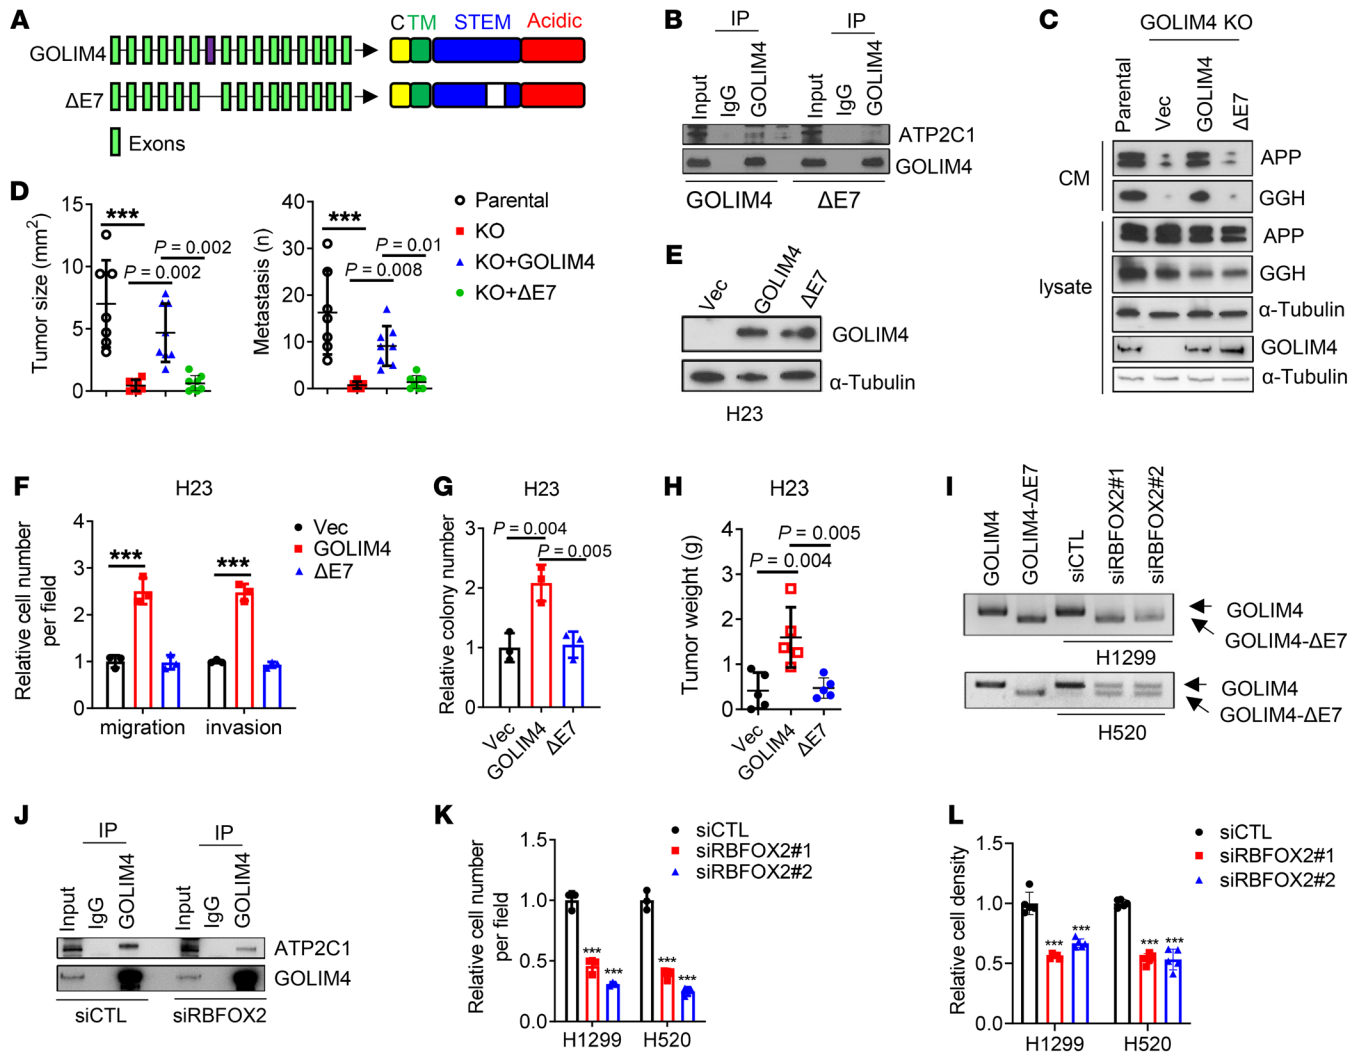 A
C TM STEM Acidic
GOLIM4
ΔE7
Exons
B
IP IP
Input IgG GOLIM4 Input IgG GOLIM4
ATP2C1
GOLIM4
GOLIM4 ΔE7
C
GOLIM4 KO
Parental Vec GOLIM4 ΔE7
CM
APP
GGH
lysate
APP
GGH
α-Tubulin
GOLIM4
α-Tubulin
D
Tumor size (mm2)
15
10
5
0
***
P = 0.002
P = 0.002
Metastasis (n)
40
30
20
10
0
***
P = 0.01
P = 0.008
Parental
KO
KO+GOLIM4
KO+ΔE7
E
Vec GOLIM4 ΔE7
GOLIM4
α-Tubulin
H23
F
H23
Relative cell number
per field
4
3
2
1
0
*** ***
migration invasion
Vec
GOLIM4
ΔE7
G
H23
Relative colony number
3
2
1
0
P = 0.004
P = 0.005
Vec GOLIM4 ΔE7
H
H23
Tumor weight (g)
4
3
2
1
0
P = 0.005
P = 0.004
Vec GOLIM4 ΔE7
I
GOLIM4 GOLIM4-ΔE7 siCTL siRBFOX2#1 siRBFOX2#2
GOLIM4
GOLIM4-ΔE7
H1299
GOLIM4
GOLIM4-ΔE7
H520
J
IP IP
Input IgG GOLIM4 Input IgG GOLIM4
ATP2C1
GOLIM4
siCTL siRBFOX2
K
Relative cell number
per field
1.5
1.0
0.5
0.0
*** *** *** ***
H1299 H520
siCTL
siRBFOX2#1
siRBFOX2#2
L
Relative cell density
1.5
1.0
0.5
0.0
*** *** *** ***
H1299 H520
siCTL
siRBFOX2#1
siRBFOX2#2